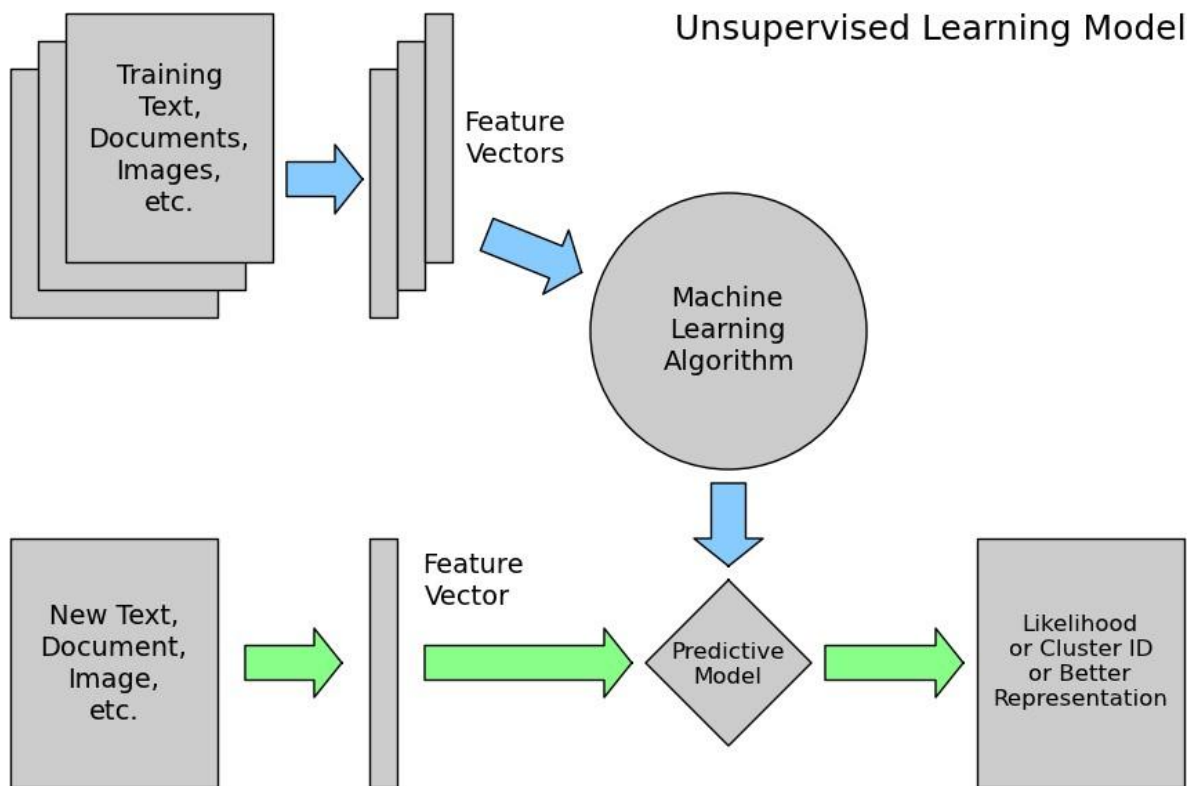 Unsupervised Learning Model
Training
Text,
Documents,
Images,
etc.
Feature
Vectors
Machine
Learning
Algorithm
New Text,
Document,
Image,
etc.
Feature
Vector
Predictive
Model
Likelihood
or Cluster ID
or Better
Representation